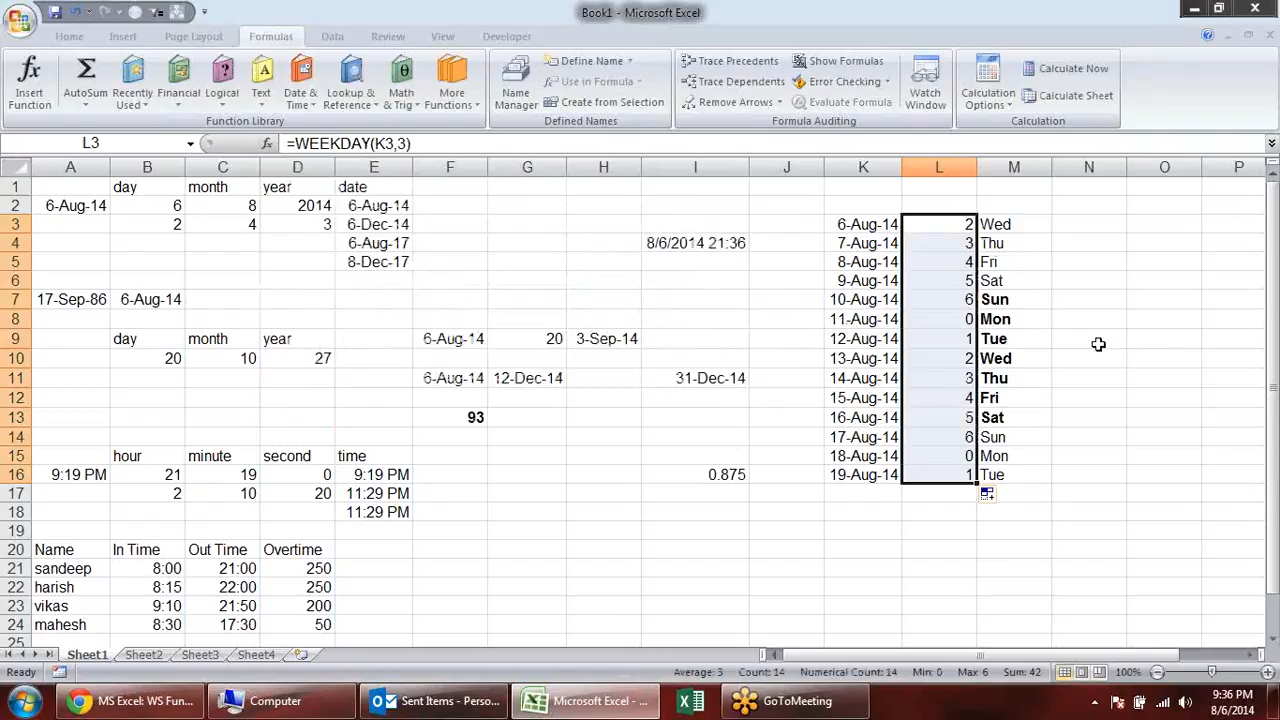 Book1 - Microsoft Excel
Home Insert Page Layout Formulas Data Review View Developer
fx Insert Function
Σ AutoSum
Recently Used
Financial
Logical
Text
Date & Time
Lookup & Reference
Math & Trig
More Functions
Function Library
Name Manager
Define Name
Use in Formula
Create from Selection
Defined Names
Trace Precedents
Trace Dependents
Remove Arrows
Show Formulas
Error Checking
Evaluate Formula
Formula Auditing
Watch Window
Calculation Options
Calculate Now
Calculate Sheet
Calculation
L3 fx =WEEKDAY(K3,3)
A B C D E F G H I J K L M N O P
1 day month year date
2 6-Aug-14 6 8 2014 6-Aug-14
3 2 4 3 6-Dec-14 6-Aug-14 2 Wed
4 6-Aug-17 8/6/2014 21:36 7-Aug-14 3 Thu
5 8-Dec-17 8-Aug-14 4 Fri
6 9-Aug-14 5 Sat
7 17-Sep-86 6-Aug-14 10-Aug-14 6 Sun
8 11-Aug-14 0 Mon
9 day month year 6-Aug-14 20 3-Sep-14 12-Aug-14 1 Tue
10 20 10 27 13-Aug-14 2 Wed
11 6-Aug-14 12-Dec-14 31-Dec-14 14-Aug-14 3 Thu
12 15-Aug-14 4 Fri
13 93 16-Aug-14 5 Sat
14 17-Aug-14 6 Sun
15 hour minute second time 18-Aug-14 0 Mon
16 9:19 PM 21 19 0 9:19 PM 0.875 19-Aug-14 1 Tue
17 2 10 20 11:29 PM
18 11:29 PM
19
20 Name In Time Out Time Overtime
21 sandeep 8:00 21:00 250
22 harish 8:15 22:00 250
23 vikas 9:10 21:50 200
24 mahesh 8:30 17:30 50
25
Sheet1 Sheet2 Sheet3 Sheet4
Ready Average: 3 Count: 14 Numerical Count: 14 Min: 0 Max: 6 Sum: 42 100%
MS Excel: WS Fun... Computer Sent Items - Perso... Microsoft Excel - ... GoToMeeting
9:36 PM
8/6/2014